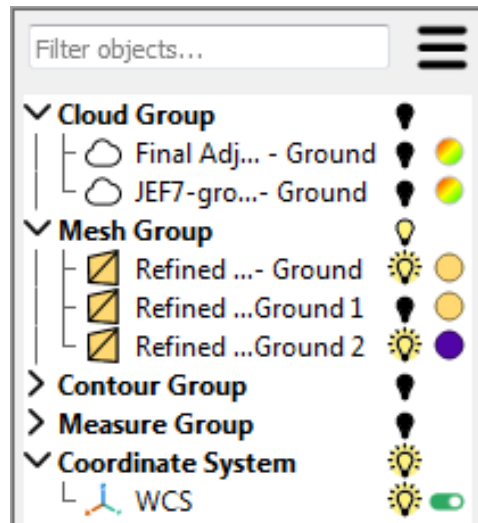 Filter objects...
Cloud Group
Final Adj... - Ground
JEF7-gro...- Ground
Mesh Group
Refined ...- Ground
Refined ...Ground 1
Refined ...Ground 2
Contour Group
Measure Group
Coordinate System
WCS